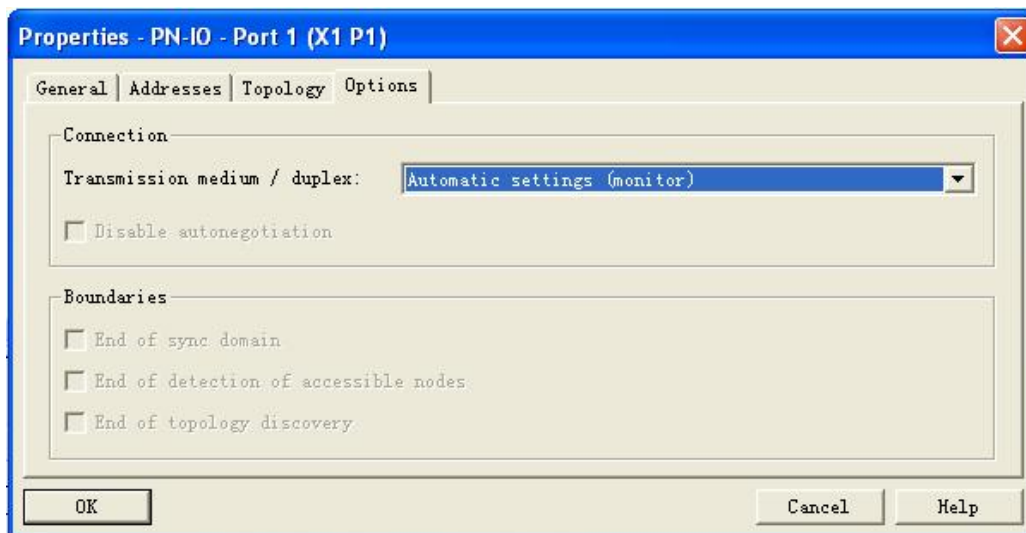 Properties - PN-IO - Port 1 (X1 P1)
General Addresses Topology Options
Connection
Transmission medium / duplex: Automatic settings (monitor)
Disable autonegotiation
Boundaries
End of sync domain
End of detection of accessible nodes
End of topology discovery
OK Cancel Help